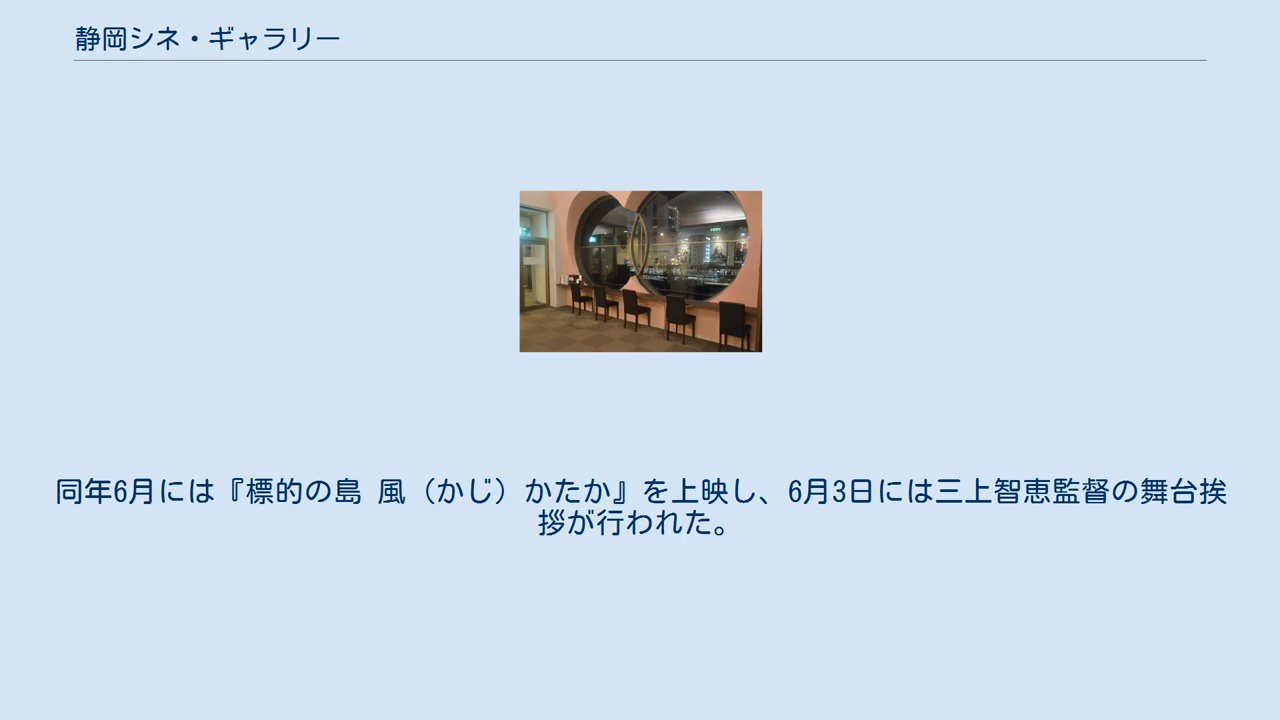 静岡シネ・ギャラリー
同年6月には『標的の島 風（かじ）かたか』を上映し、6月3日には三上智恵監督の舞台挨
拶が行われた。